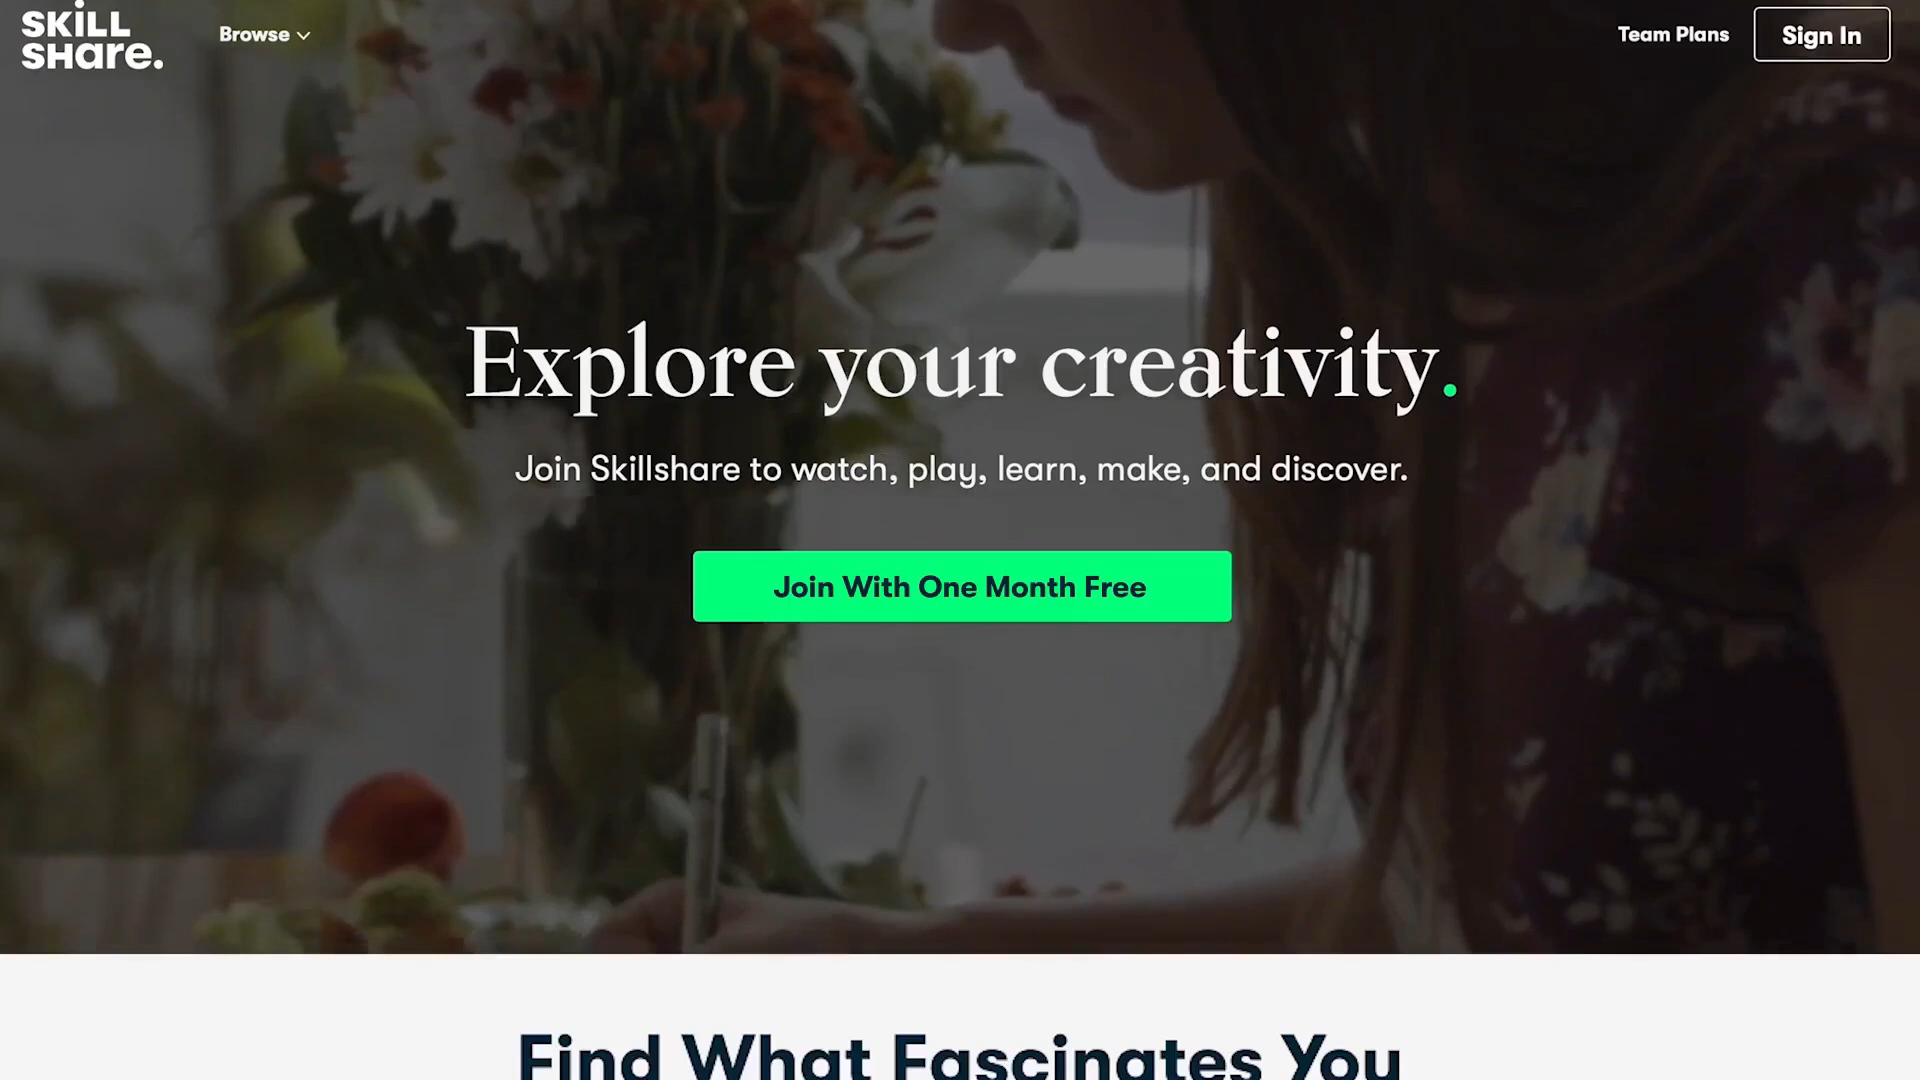 SKiLL
SHare.
Browse
Team Plans
Sign In
Explore your creativity.
Join Skillshare to watch, play, learn, make, and discover.
Join With One Month Free
Find What Fascinates You